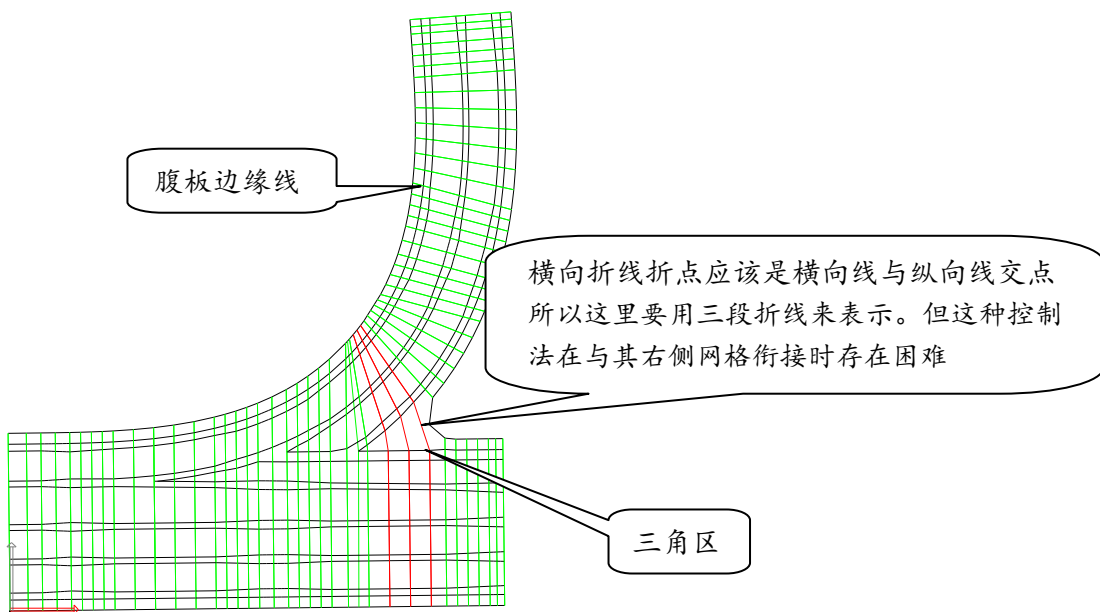 腹板边缘线
横向折线折点应该是横向线与纵向线交点
所以这里要用三段折线来表示。但这种控制
法在与其右侧网格衔接时存在困难
三角区